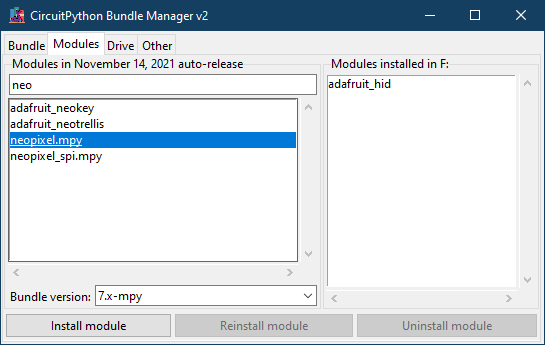 CircuitPython Bundle Manager v2
Bundle Modules Drive Other
Modules in November 14, 2021 auto-release
neo
adafruit_neokey
adafruit_neotrellis
neopixel.mpy
neopixel_spi.mpy
Bundle version: 7.x-mpy
Modules installed in F:
adafruit_hid
Install module Reinstall module Uninstall module